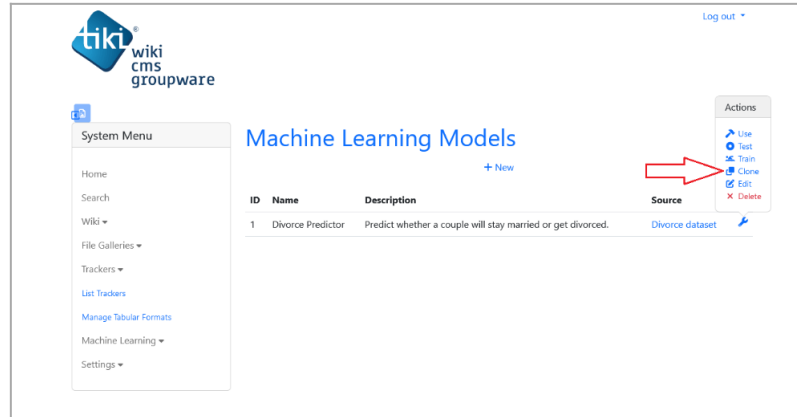 Log out
tiki®
wiki
cms
groupware
Actions
Use
Test
Train
Clone
Edit
Delete
System Menu
Home
Search
Wiki
File Galleries
Trackers
List Trackers
Manage Tabular Formats
Machine Learning
Settings
Machine Learning Models
+ New
ID Name Description Source
1 Divorce Predictor Predict whether a couple will stay married or get divorced. Divorce dataset